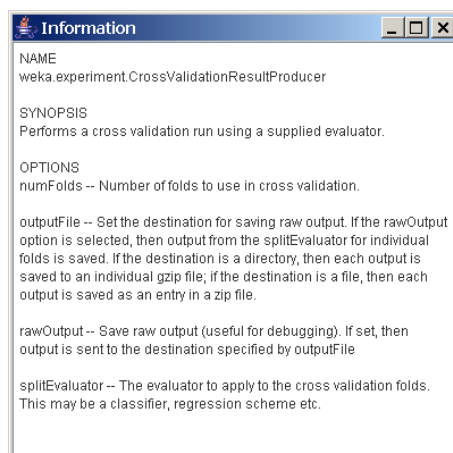 Information
NAME
weka.experiment.CrossValidationResultProducer
SYNOPSIS
Performs a cross validation run using a supplied evaluator.
OPTIONS
numFolds -- Number of folds to use in cross validation.
outputFile -- Set the destination for saving raw output. If the rawOutput
option is selected, then output from the splitEvaluator for individual
folds is saved. If the destination is a directory, then each output is
saved to an individual gzip file; if the destination is a file, then each
output is saved as an entry in a zip file.
rawOutput -- Save raw output (useful for debugging). If set, then
output is sent to the destination specified by outputFile
splitEvaluator -- The evaluator to apply to the cross validation folds.
This may be a classifier, regression scheme etc.